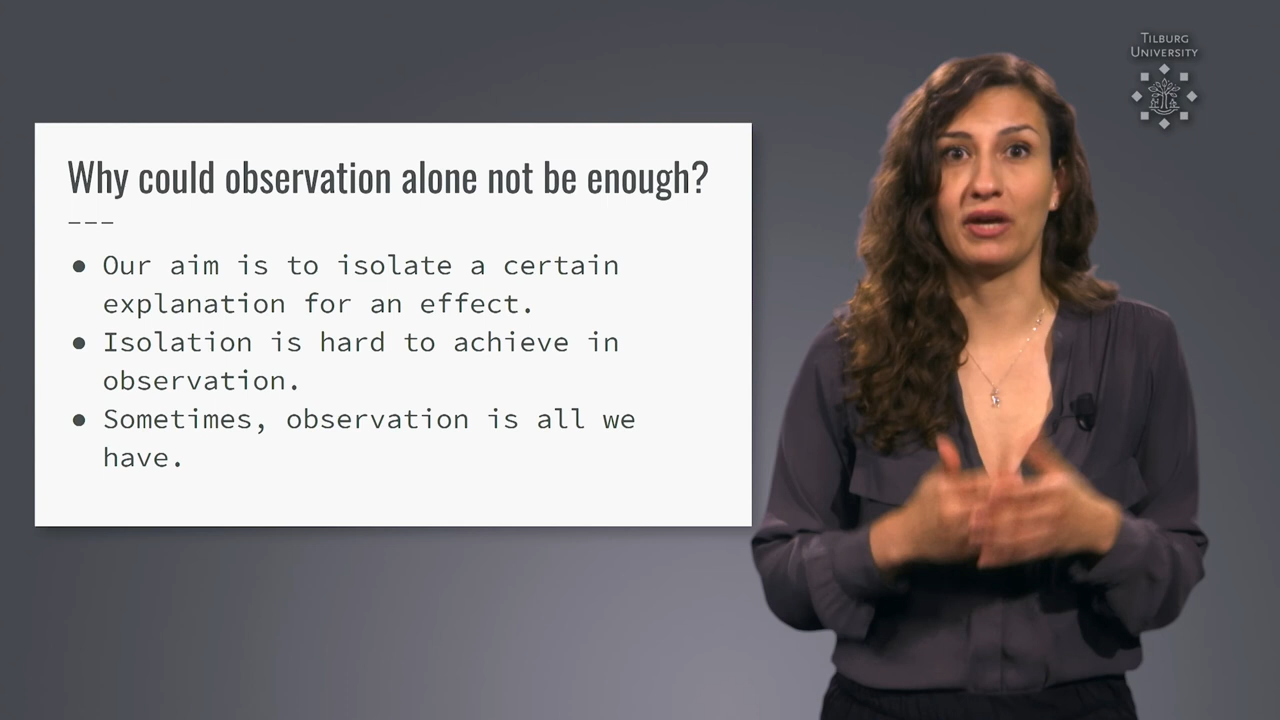 TILBURG
UNIVERSITY
Why could observation alone not be enough?
---
● Our aim is to isolate a certain
explanation for an effect.
● Isolation is hard to achieve in
observation.
● Sometimes, observation is all we
have.